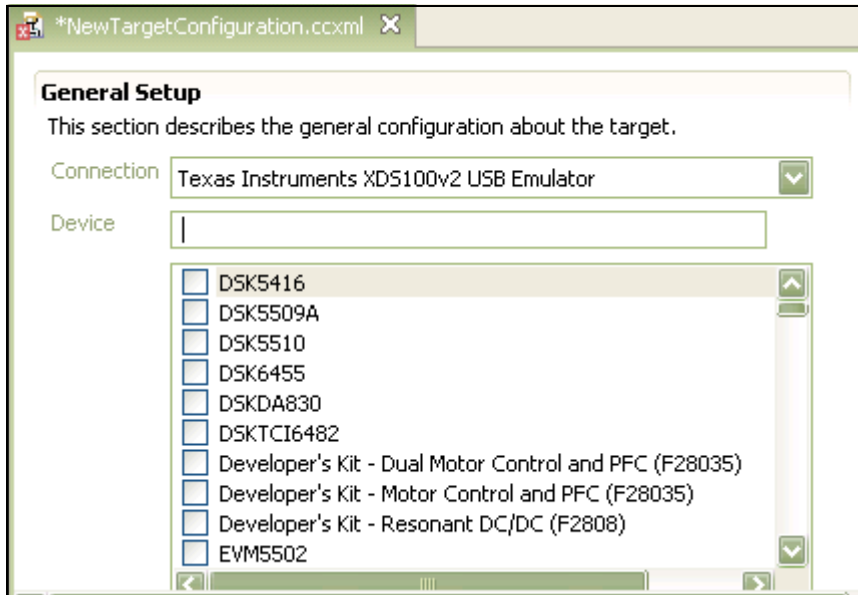 *NewTargetConfiguration.ccxml
General Setup
This section describes the general configuration about the target.
Connection Texas Instruments XDS100v2 USB Emulator
Device
DSK5416
DSK5509A
DSK5510
DSK6455
DSKDA830
DSKTCI6482
Developer's Kit - Dual Motor Control and PFC (F28035)
Developer's Kit - Motor Control and PFC (F28035)
Developer's Kit - Resonant DC/DC (F2808)
EVM5502